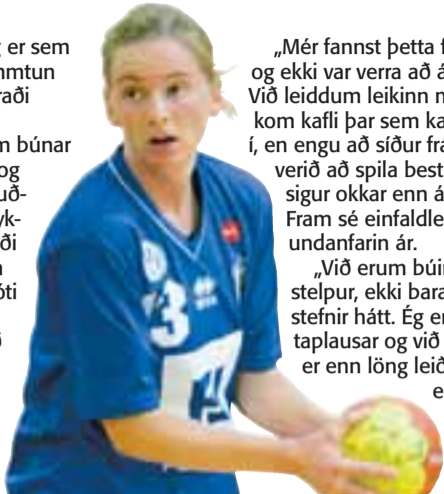 g er sem
nmtun
raði
n búnar
og
uð-
yk-
ði
n
óti
ð
„Mér fannst þetta f
og ekki var verra að á
Við leiddum leikinn n
kom kafli þar sem ka
í, en engu að síður frá
verið að spila best
sigur okkar enn á
Fram sé einfaldle
undanfarin ár.
„Við erum búin
stelpur, ekki bara
stefnir hátt. Ég er
taplausar og við
er enn löng leið
e
3